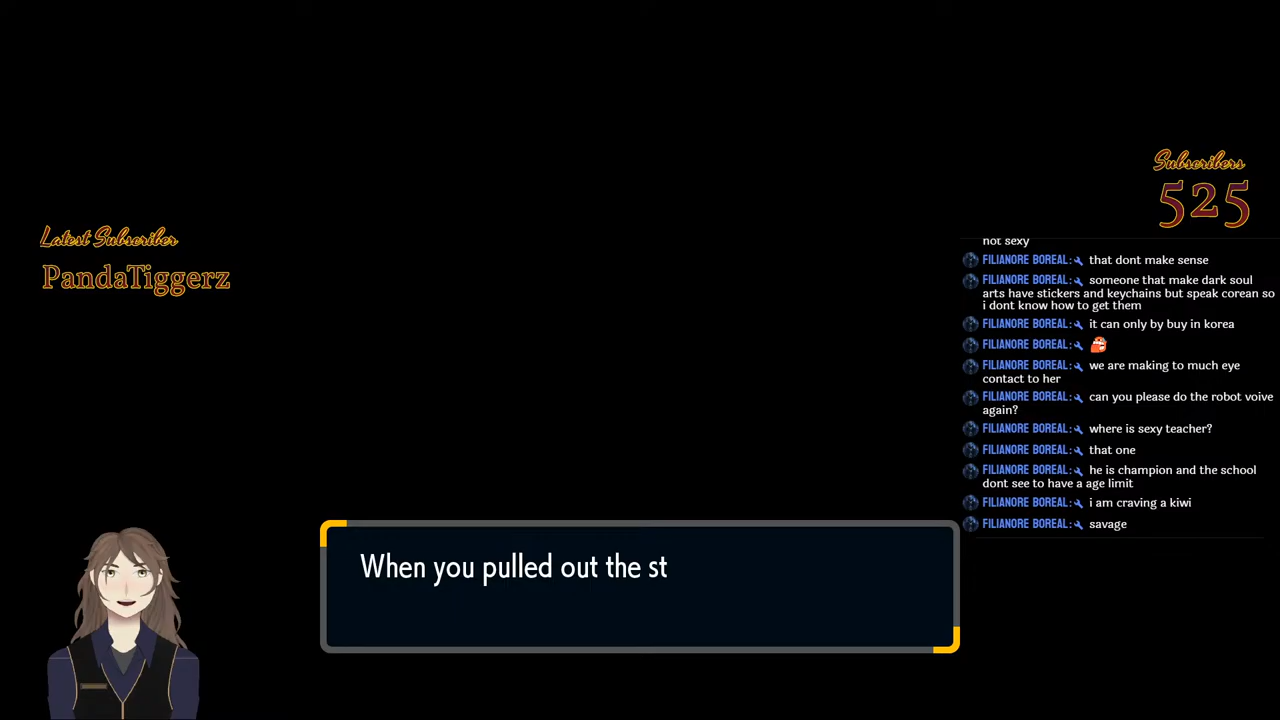 Subscribers
525
Latest Subscriber
PandaTiggerz
not sexy
FILIANORE BOREAL: that dont make sense
FILIANORE BOREAL: someone that make dark soul
arts have stickers and keychains but speak corean so
i dont know how to get them
FILIANORE BOREAL: it can only by buy in korea
FILIANORE BOREAL:
FILIANORE BOREAL: we are making to much eye
contact to her
FILIANORE BOREAL: can you please do the robot voive
again?
FILIANORE BOREAL: where is sexy teacher?
FILIANORE BOREAL: that one
FILIANORE BOREAL: he is champion and the school
dont see to have a age limit
FILIANORE BOREAL: i am craving a kiwi
FILIANORE BOREAL: savage
When you pulled out the st